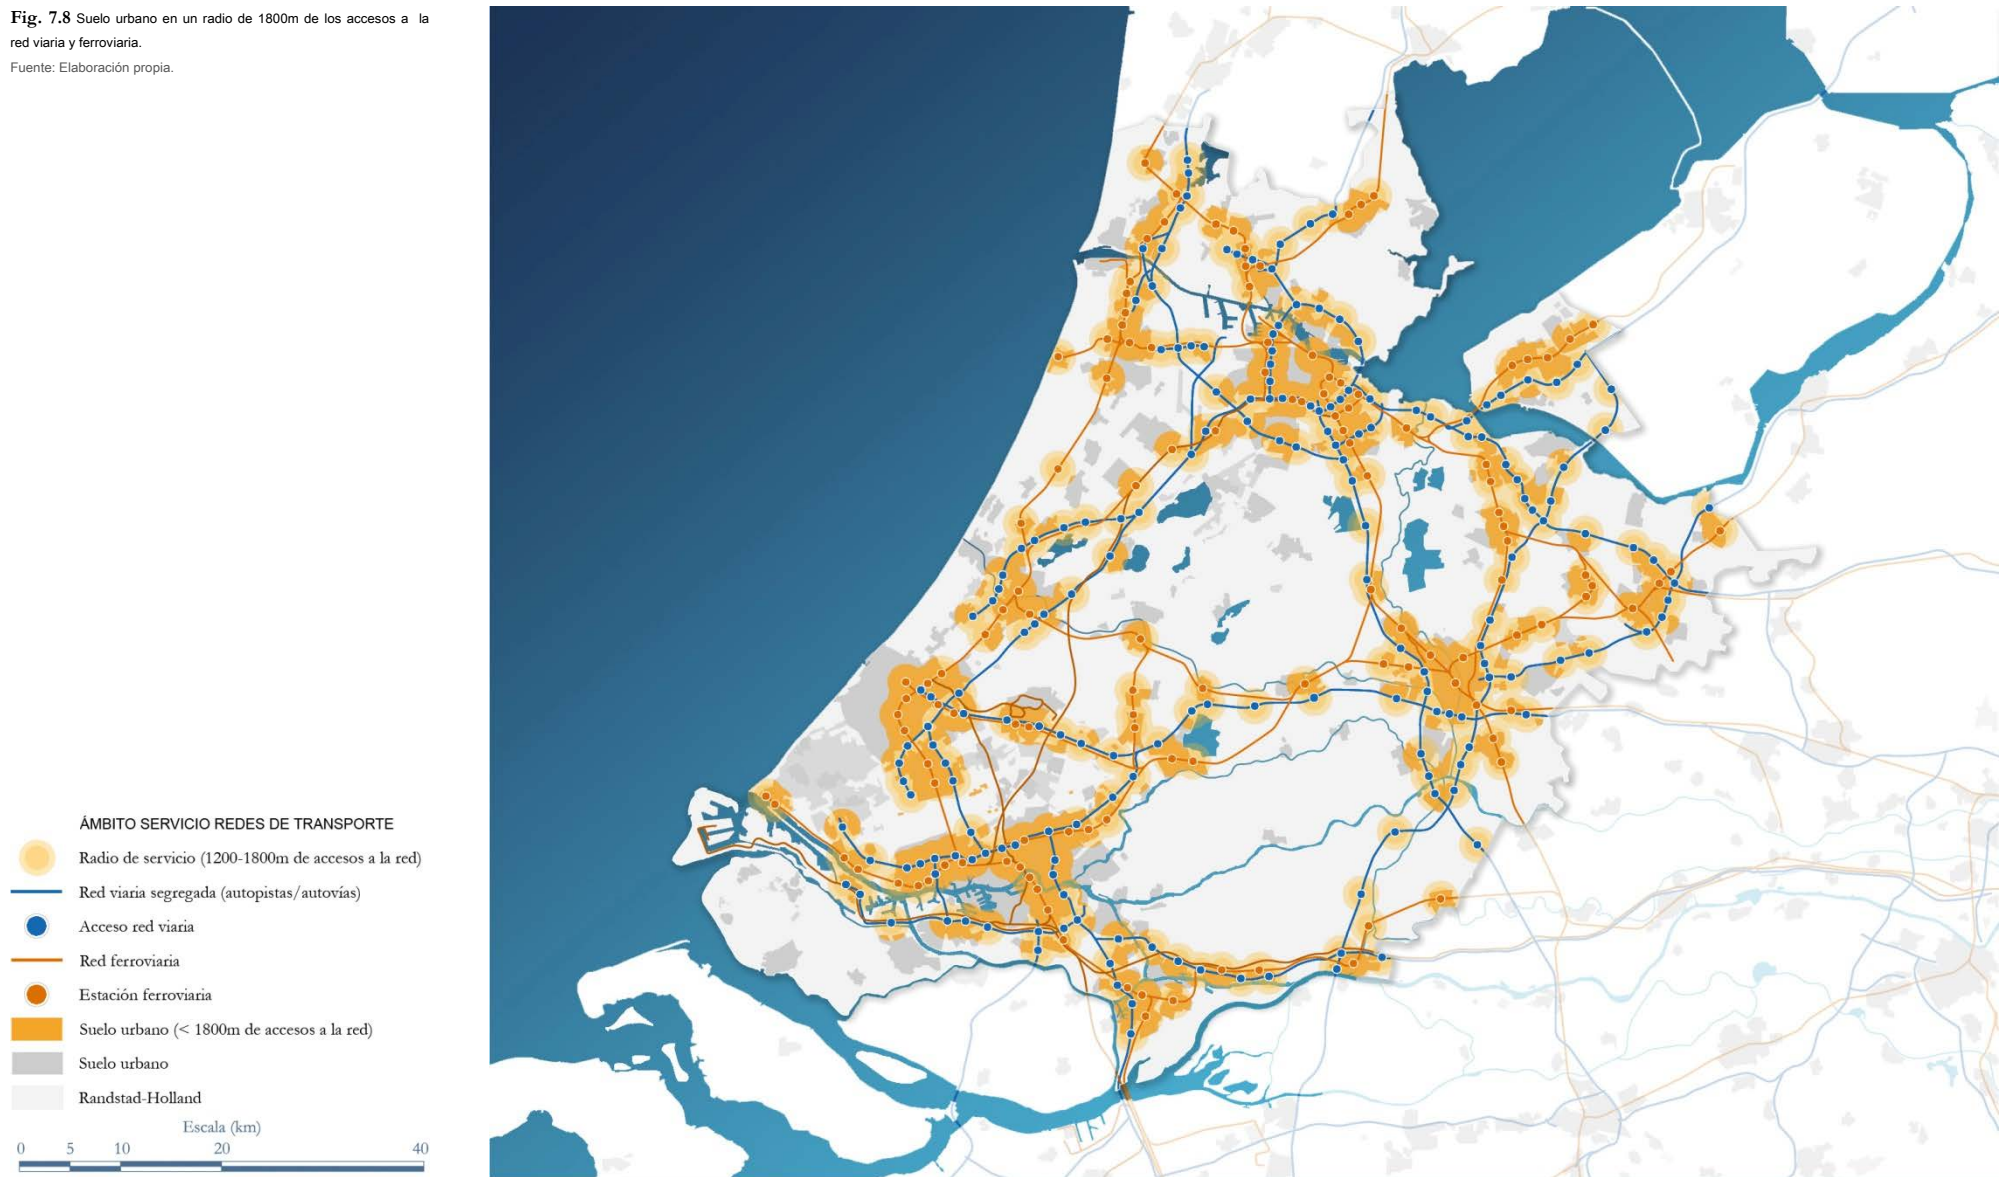 Fig. 7.8 Suelo urbano en un radio de 1800m de los accesos a la
red viaria y ferroviaria.
Fuente: Elaboración propia.
ÁMBITO SERVICIO REDES DE TRANSPORTE
Radio de servicio (1200-1800m de accesos a la red)
Red viaria segregada (autopistas/autovías)
Acceso red viaria
Red ferroviaria
Estación ferroviaria
Suelo urbano (< 1800m de accesos a la red)
Suelo urbano
Randstad-Holland
Escala (km)
0 5 10 20 40